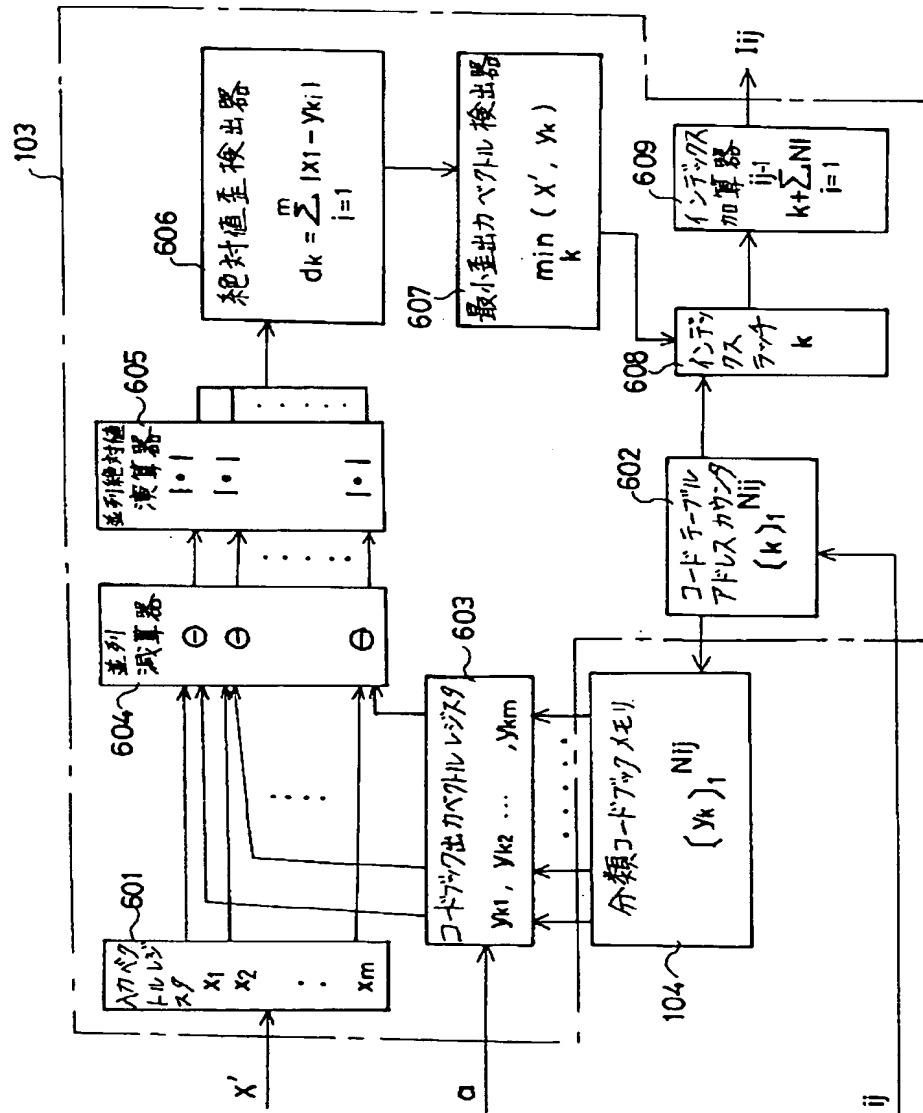 103
X'
a
ij
601
入力ベク
トルレジ
スタ
x1
x2
xm
604
並列
減算器
⊖
⊖
⊖
605
並列絶対値
演算器
|•|
|•|
|•|
606
絶対値歪検出器
dk = m∑i=1 |x1 - yki|
607
最小歪出力ベクトル検出器
min (X', yk)
k
603
コードブック出力ベクトルレジスタ
yk1, yk2 ... , ykm
104
分類コードブックメモリ
(yk)1Nij
602
コードテーブル
アドレスカウンタ
(k)1Nij
608
インデッ
クス
ラッチ
k
609
インデックス
加算器
ij-1
k+∑Nl
i=1
Iij